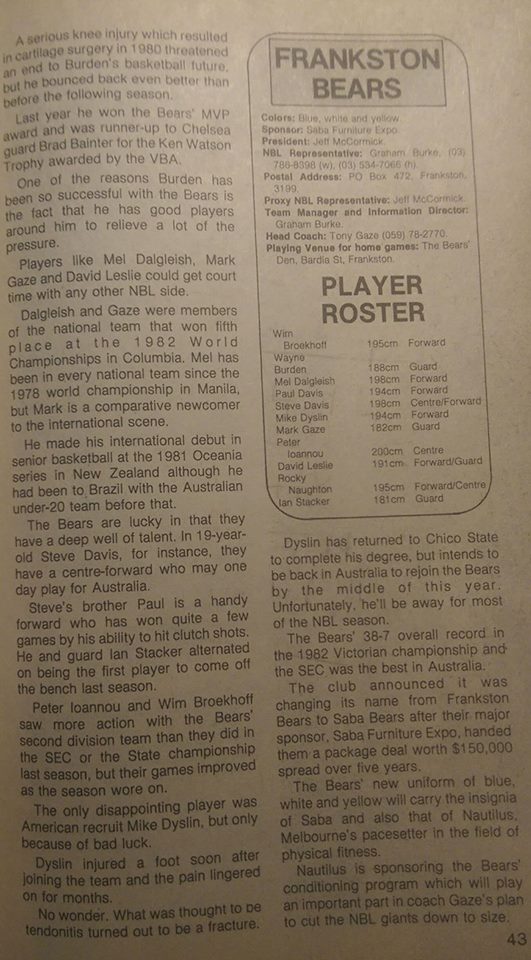 A serious knee injury which resulted
in cartilage surgery in 1980 threatened
an end to Burden's basketball future,
but he bounced back even better than
before the following season.
Last year he won the Bears' MVP
award and was runner-up to Chelsea
guard Brad Bainter for the Ken Watson
Trophy awarded by the VBA.
One of the reasons Burden has
been so successful with the Bears is
the fact that he has good players
around him to relieve a lot of the
pressure.
Players like Mel Dalgleish, Mark
Gaze and David Leslie could get court
time with any other NBL side.
Dalgleish and Gaze were members
of the national team that won fifth
place at the 1982 World
Championships in Columbia. Mel has
been in every national team since the
1978 world championship in Manila,
but Mark is a comparative newcomer
to the international scene.
He made his international debut in
senior basketball at the 1981 Oceania
series in New Zealand although he
had been to Brazil with the Australian
under-20 team before that.
The Bears are lucky in that they
have a deep well of talent. In 19-year-
old Steve Davis, for instance, they
have a centre-forward who may one
day play for Australia.
Steve's brother Paul is a handy
forward who has won quite a few
games by his ability to hit clutch shots.
He and guard Ian Stacker alternated
on being the first player to come off
the bench last season.
Peter Ioannou and Wim Broekhoff
saw more action with the Bears'
second division team than they did in
the SEC or the State championship
last season, but their games improved
as the season wore on.
The only disappointing player was
American recruit Mike Dyslin, but only
because of bad luck.
Dyslin injured a foot soon after
joining the team and the pain lingered
on for months.
No wonder. What was thought to be
tendonitis turned out to be a fracture.
FRANKSTON
BEARS
Colors: Blue, white and yellow.
Sponsor: Saba Furniture Expo.
President: Jeff McCormick.
NBL Representative: Graham Burke, (03)
786-8398 (w), (03) 534-7066 (h).
Postal Address: PO Box 472, Frankston,
3199.
Proxy NBL Representative: Jeff McCormick.
Team Manager and Information Director:
Graham Burke.
Head Coach: Tony Gaze (059) 78-2770.
Playing Venue for home games: The Bears'
Den, Bardia St, Frankston.
PLAYER
ROSTER
Wim
Broekhoff 195cm Forward
Wayne
Burden 188cm Guard
Mel Dalgleish 198cm Forward
Paul Davis 194cm Forward
Steve Davis 198cm Centre/Forward
Mike Dyslin 194cm Forward
Mark Gaze 182cm Guard
Peter
Ioannou 200cm Centre
David Leslie 191cm Forward/Guard
Rocky
Naughton 195cm Forward/Centre
Ian Stacker 181cm Guard
Dyslin has returned to Chico State
to complete his degree, but intends to
be back in Australia to rejoin the Bears
by the middle of this year.
Unfortunately, he'll be away for most
of the NBL season.
The Bears' 38-7 overall record in
the 1982 Victorian championship and
the SEC was the best in Australia.
The club announced it was
changing its name from Frankston
Bears to Saba Bears after their major
sponsor, Saba Furniture Expo, handed
them a package deal worth $150,000
spread over five years.
The Bears' new uniform of blue,
white and yellow will carry the insignia
of Saba and also that of Nautilus,
Melbourne's pacesetter in the field of
physical fitness.
Nautilus is sponsoring the Bears'
conditioning program which will play
an important part in coach Gaze's plan
to cut the NBL giants down to size.
43